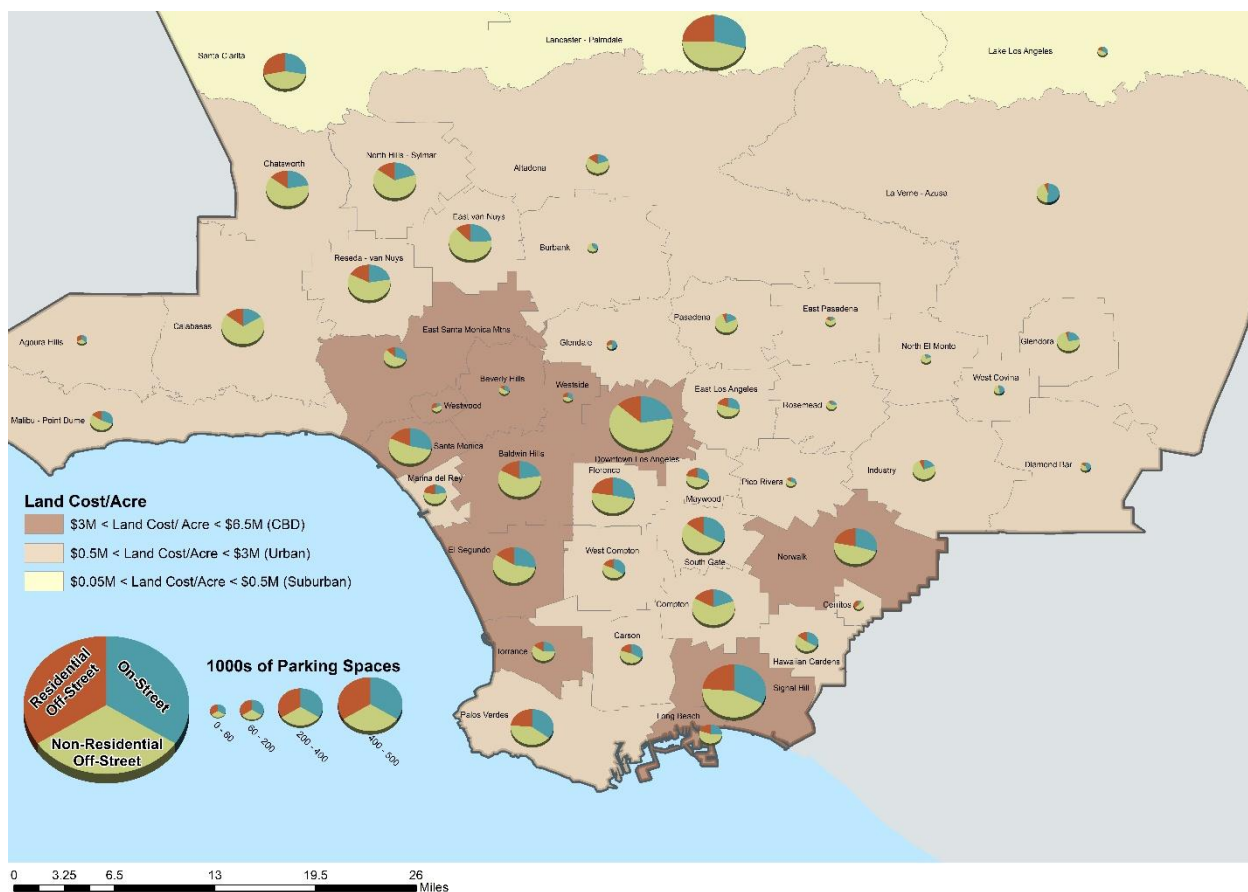 Lancaster - Palmdale
Lake Los Angeles
Santa Clarita
Chatsworth
North Hills - Sylmar
Altadena
La Verne - Azusa
East van Nuys
Burbank
Reseda - van Nuys
Calabasas
Agoura Hills
East Santa Monica Mtns
Pasadena
East Pasadena
Glendale
North El Monte
Glendora
Beverly Hills
Westside
West Covina
East Los Angeles
Rosemead
Westwood
Malibu - Point Dume
Santa Monica
Baldwin Hills
Downtown Los Angeles
Florence
Industry
Diamond Bar
Marina del Rey
Maywood
Pico Rivera
El Segundo
West Compton
South Gate
Norwalk
Compton
Cerritos
Torrance
Carson
Hawaiian Gardens
Signal Hill
Long Beach
Palos Verdes
Land Cost/Acre
$3M < Land Cost/ Acre < $6.5M (CBD)
$0.5M < Land Cost/Acre < $3M (Urban)
$0.05M < Land Cost/Acre < $0.5M (Suburban)
Residential
Off-Street
On-Street
Non-Residential
Off-Street
1000s of Parking Spaces
0 - 60
60 - 200
200 - 400
400 - 500
0 3.25 6.5 13 19.5 26
Miles